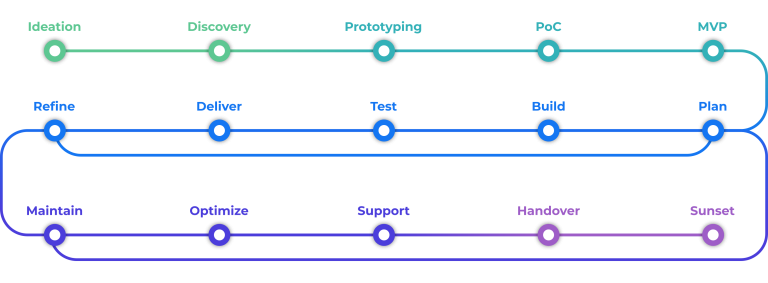 Ideation Discovery Prototyping PoC MVP
Refine Deliver Test Build Plan
Maintain Optimize Support Handover Sunset